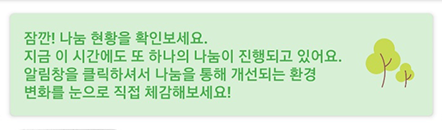 잠깐! 나눔 현황을 확인보세요.
지금 이 시간에도 또 하나의 나눔이 진행되고 있어요.
알림창을 클릭하셔서 나눔을 통해 개선되는 환경
변화를 눈으로 직접 체감해보세요!